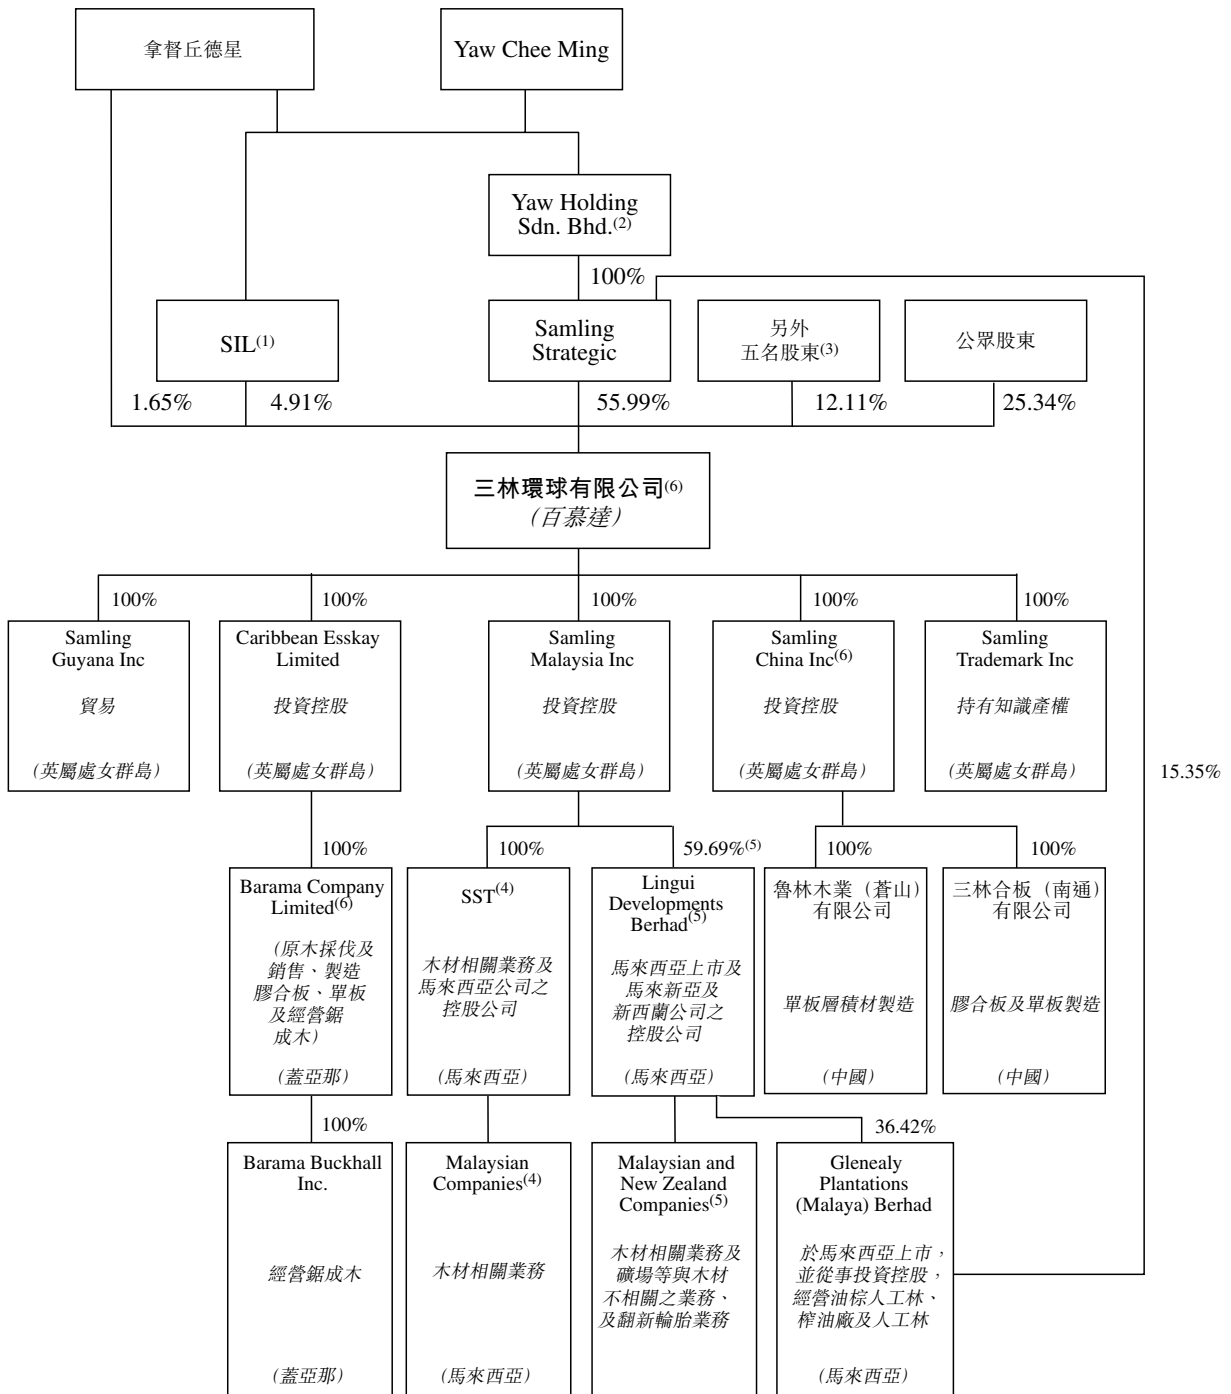 拿督丘德星
Yaw Chee Ming
Yaw Holding
Sdn. Bhd.(2)
100%
SIL(1)
Samling
Strategic
另外
五名股東(3)
公眾股東
1.65%
4.91%
55.99%
12.11%
25.34%
三林環球有限公司(6)
(百慕達)
100%
100%
100%
100%
100%
Samling
Guyana Inc
貿易
(英屬處女群島)
Caribbean Esskay
Limited
投資控股
(英屬處女群島)
Samling
Malaysia Inc
投資控股
(英屬處女群島)
Samling
China Inc(6)
投資控股
(英屬處女群島)
Samling
Trademark Inc
持有知識產權
(英屬處女群島)
15.35%
100%
100%
59.69%(5)
100%
100%
Barama Company
Limited(6)
(原木採伐及
銷售、製造
膠合板、單板
及經營鋸
成木)
(蓋亞那)
SST(4)
木材相關業務及
馬來西亞公司之
控股公司
(馬來西亞)
Lingui
Developments
Berhad(5)
馬來西亞上市及
馬來新亞及
新西蘭公司之
控股公司
(馬來西亞)
魯林木業（蒼山）
有限公司
單板層積材製造
(中國)
三林合板（南通）
有限公司
膠合板及單板製造
(中國)
100%
36.42%
Barama Buckhall
Inc.
經營鋸成木
(蓋亞那)
Malaysian
Companies(4)
木材相關業務
(馬來西亞)
Malaysian and
New Zealand
Companies(5)
木材相關業務及
礦場等與木材
不相關之業務、
及翻新輪胎業務
Glenealy
Plantations
(Malaya) Berhad
於馬來西亞上市，
並從事投資控股，
經營油棕人工林、
榨油廠及人工林
(馬來西亞)